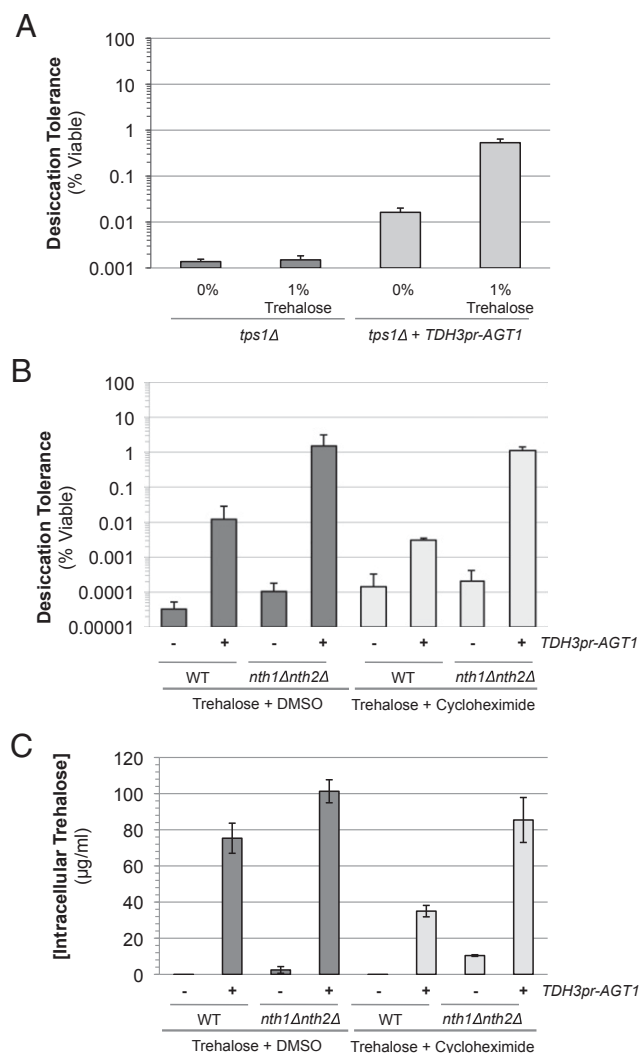 A
Desiccation Tolerance
(% Viable)
100
10
1
0.1
0.01
0.001
0% 1% 0% 1%
Trehalose Trehalose
tps1Δ tps1Δ + TDH3pr-AGT1
B
Desiccation Tolerance
(% Viable)
100
10
1
0.1
0.01
0.001
0.0001
0.00001
- + - + - + - + TDH3pr-AGT1
WT nth1Δnth2Δ WT nth1Δnth2Δ
Trehalose + DMSO Trehalose + Cycloheximide
C
[Intracellular Trehalose]
(µg/ml)
120
100
80
60
40
20
0
- + - + - + - + TDH3pr-AGT1
WT nth1Δnth2Δ WT nth1Δnth2Δ
Trehalose + DMSO Trehalose + Cycloheximide